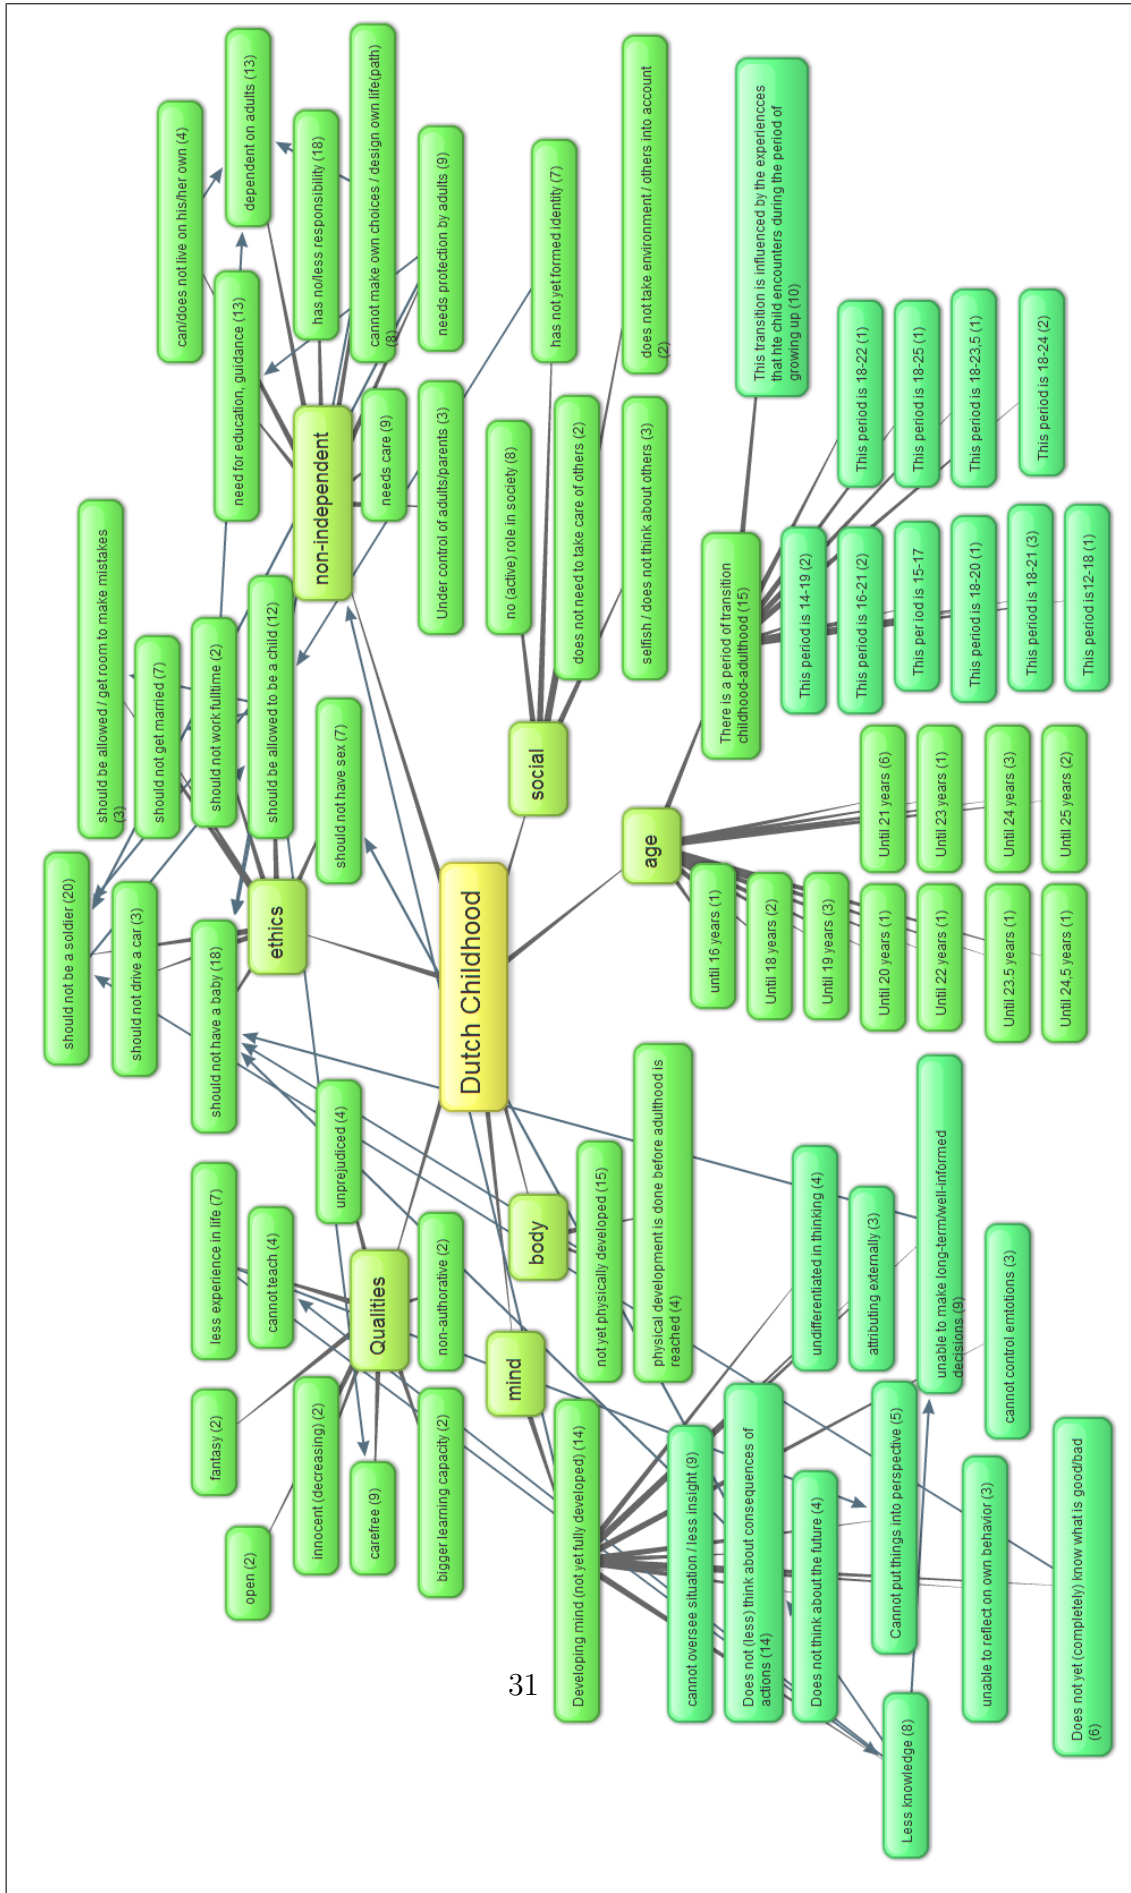 Dutch Childhood
Qualities
open (2)
fantasy (2)
less experience in life (7)
cannot teach (4)
unprejudiced (4)
innocent (decreasing) (2)
carefree (9)
bigger learning capacity (2)
non-authorative (2)
ethics
should not be a soldier (20)
should not drive a car (3)
should not have a baby (18)
should be allowed / get room to make mistakes
(3)
should not get married (7)
should not work fulltime (2)
should be allowed to be a child (12)
should not have sex (7)
non-independent
can/does not live on his/her own (4)
dependent on adults (13)
need for education, guidance (13)
has no/less responsibility (18)
cannot make own choices / design own life(path)
(8)
needs care (9)
needs protection by adults (9)
Under control of adults/parents (3)
social
no (active) role in society (8)
has not yet formed identity (7)
does not need to take care of others (2)
does not take environment / others into account
(2)
selfish / does not think about others (3)
age
until 16 years (1)
Until 18 years (2)
Until 19 years (3)
Until 20 years (1)
Until 21 years (6)
Until 22 years (1)
Until 23 years (1)
Until 23.5 years (1)
Until 24 years (3)
Until 24,5 years (1)
Until 25 years (2)
There is a period of transition
childhood-adulthood (15)
This transition is influenced by the experiencces
that hte child encounters during the period of
growing up (10)
This period is 14-19 (2)
This period is 16-21 (2)
This period is 15-17
This period is 18-20 (1)
This period is 18-21 (3)
This period is12-18 (1)
This period is 18-22 (1)
This period is 18-25 (1)
This period is 18-23,5 (1)
This period is 18-24 (2)
body
not yet physically developed (15)
physical development is done before adulthood is
reached (4)
mind
Developing mind (not yet fully developed) (14)
cannot oversee situation / less insight (9)
Does not (less) think about consequences of
actions (14)
Does not think about the future (4)
undifferentiated in thinking (4)
attributing externally (3)
Cannot put things into perspective (5)
unable to make long-term/well-informed
decisions (9)
Less knowledge (8)
unable to reflect on own behavior (3)
cannot control emtotions (3)
Does not yet (completely) know what is good/bad
(6)
31